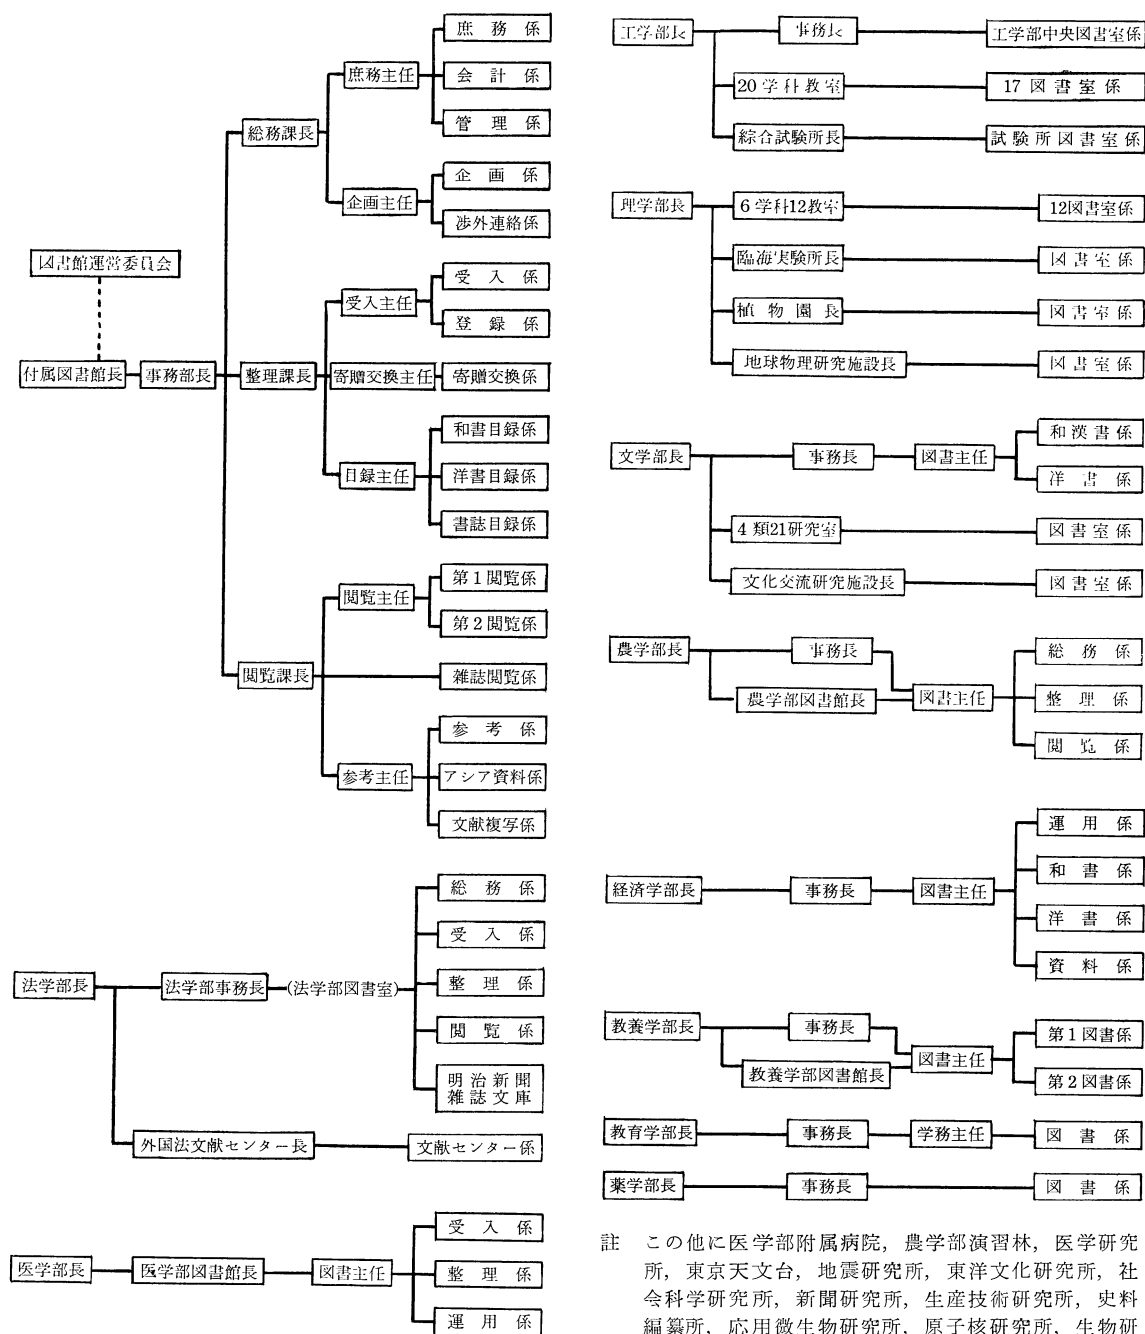 図書館運営委員会
付属図書館長
事務部長
総務課長
庶務主任
庶務係
会計係
管理係
企画主任
企画係
渉外連絡係
整理課長
受入主任
受入係
登録係
寄贈交換主任
寄贈交換係
目録主任
和書目録係
洋書目録係
書誌目録係
閲覧課長
閲覧主任
第1閲覧係
第2閲覧係
雑誌閲覧係
参考主任
参考係
アジア資料係
文献複写係
法学部長
法学部事務長
(法学部図書室)
総務係
受入係
整理係
閲覧係
明治新聞
雑誌文庫
外国法文献センター長
文献センター係
医学部長
医学部図書館長
図書主任
受入係
整理係
運用係
工学部長
事務長
工学部中央図書室係
20学科教室
17図書室係
綜合試験所長
試験所図書室係
理学部長
6学科12教室
12図書室係
臨海実験所長
図書室係
植物園長
図書室係
地球物理研究施設長
図書室係
文学部長
事務長
図書主任
和漢書係
洋書係
4類21研究室
図書室係
文化交流研究施設長
図書室係
農学部長
事務長
農学部図書館長
図書主任
総務係
整理係
閲覧係
経済学部長
事務長
図書主任
運用係
和書係
洋書係
資料係
教養学部長
事務長
教養学部図書館長
図書主任
第1図書係
第2図書係
教育学部長
事務長
学務主任
図書係
薬学部長
事務長
図書係
註 この他に医学部附属病院，農学部演習林，医学研究
所，東京天文台，地震研究所，東洋文化研究所，社
会科学研究所，新聞研究所，生産技術研究所，史料
編纂所，応用微生物研究所，原子核研究所，生物研